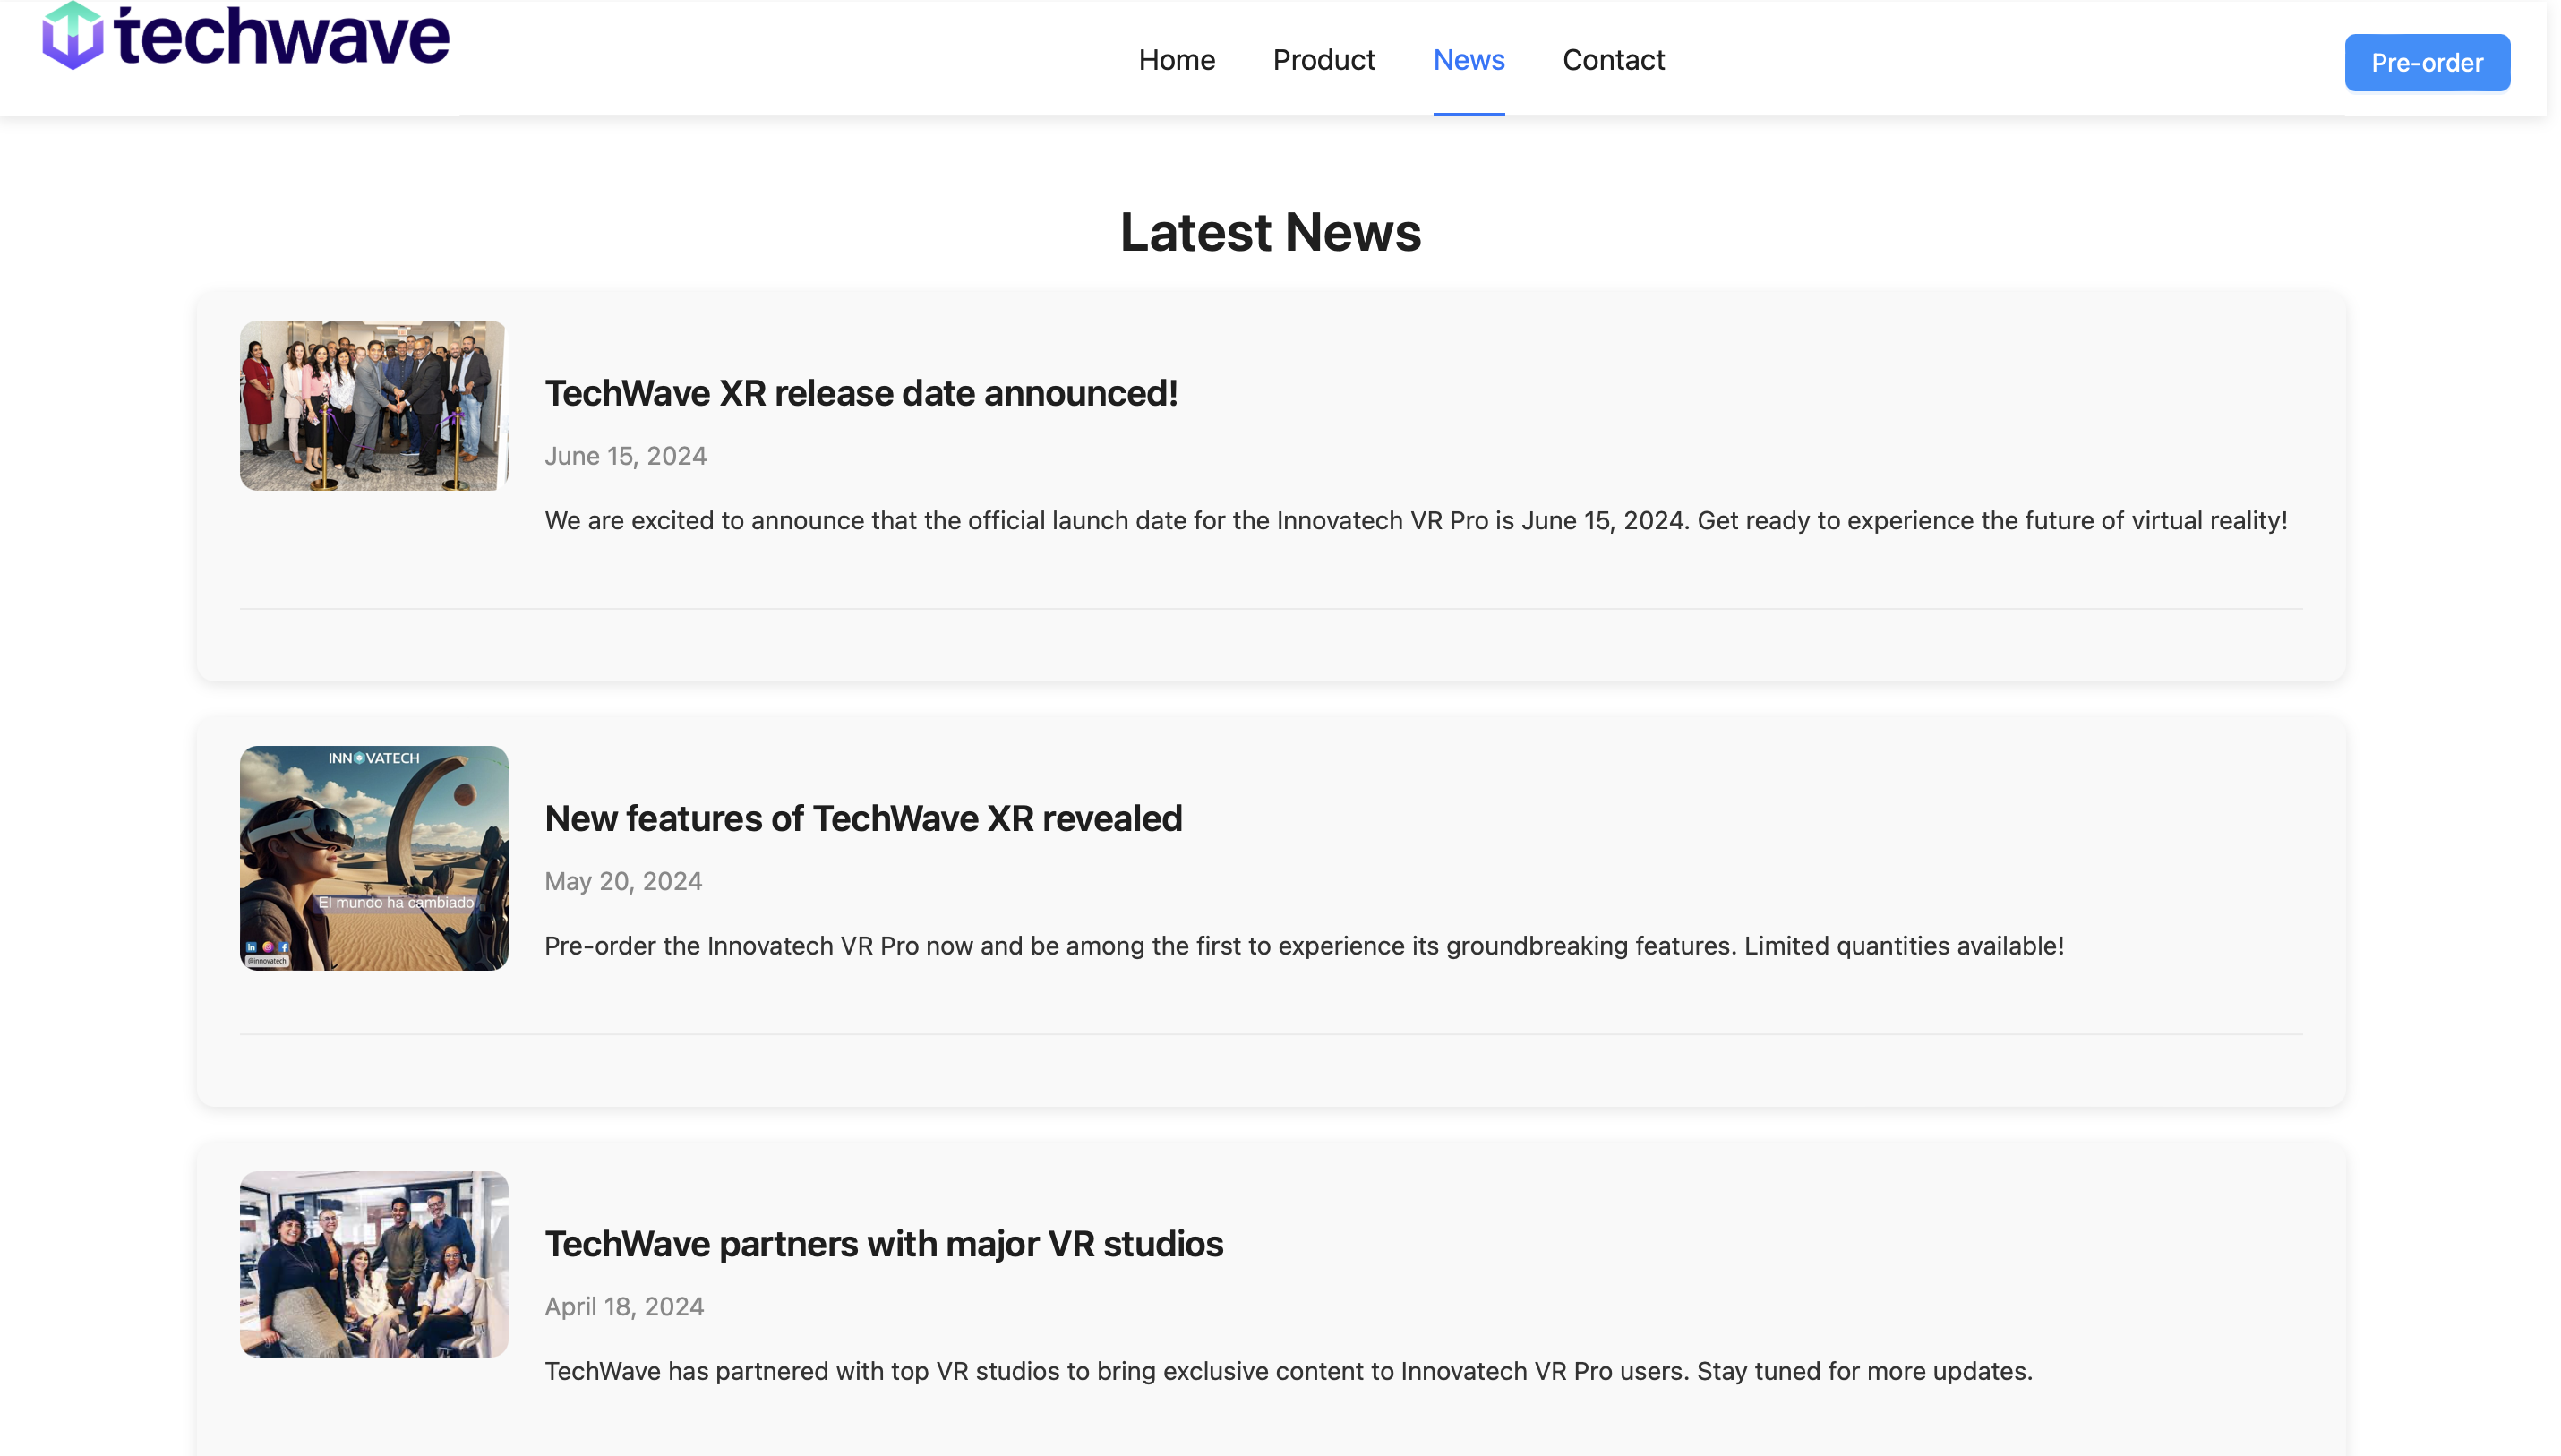 techwave
Home Product News Contact
Pre-order
Latest News
TechWave XR release date announced!
June 15, 2024
We are excited to announce that the official launch date for the Innovatech VR Pro is June 15, 2024. Get ready to experience the future of virtual reality!
INNOVATECH
El mundo ha cambiado
@innovatech
New features of TechWave XR revealed
May 20, 2024
Pre-order the Innovatech VR Pro now and be among the first to experience its groundbreaking features. Limited quantities available!
TechWave partners with major VR studios
April 18, 2024
TechWave has partnered with top VR studios to bring exclusive content to Innovatech VR Pro users. Stay tuned for more updates.